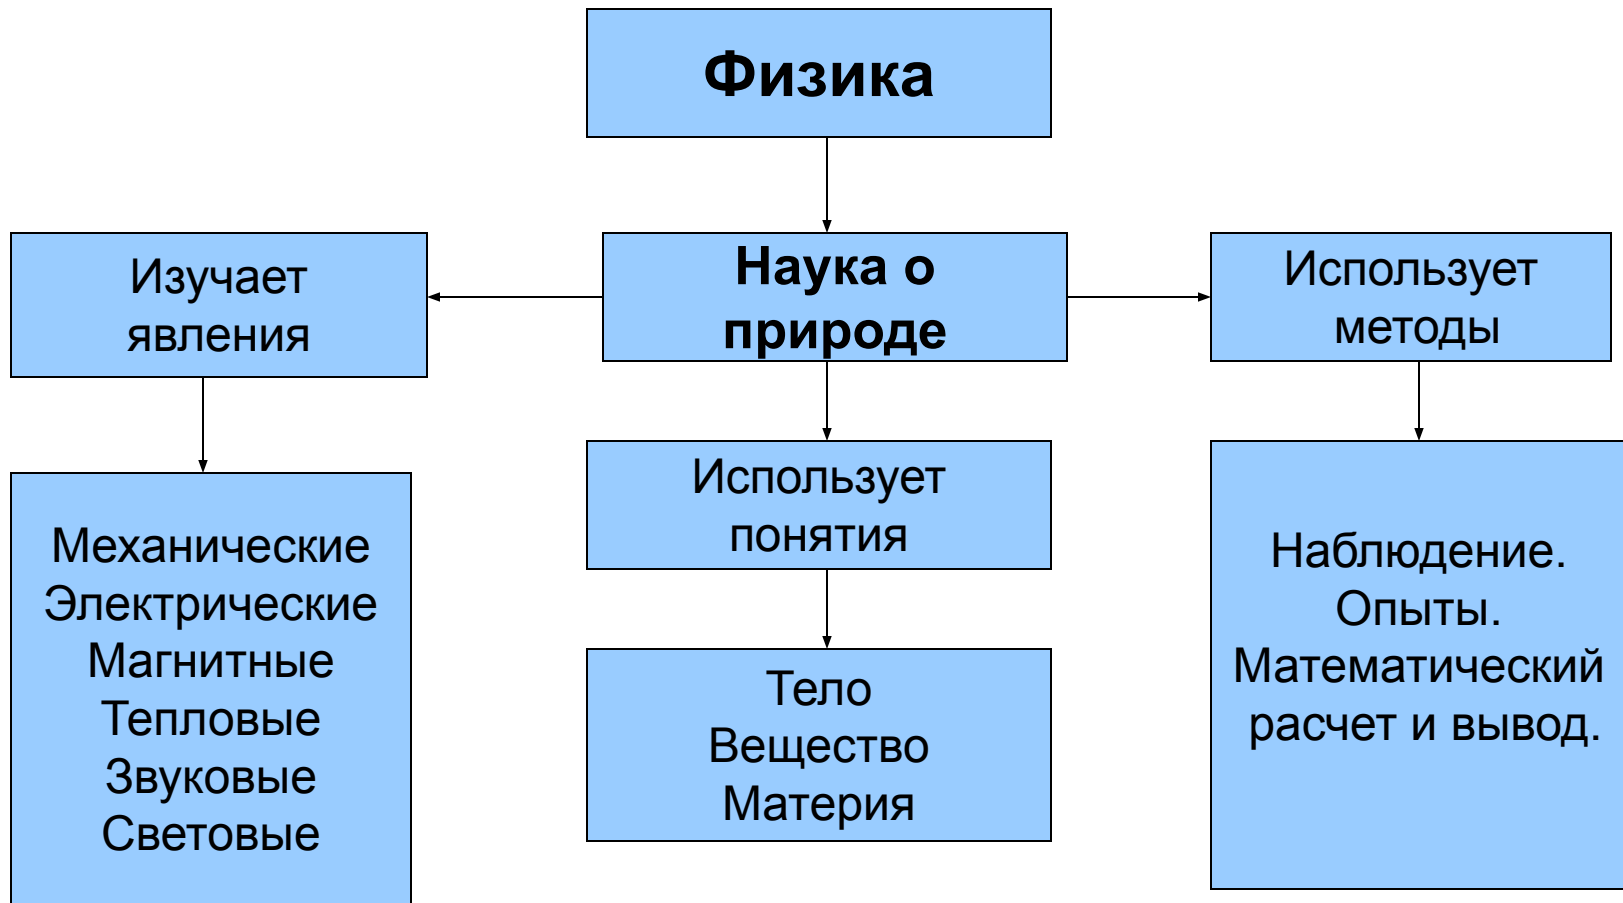 Физика
Изучает
явления
Наука о
природе
Использует
методы
Использует
понятия
Механические
Электрические
Магнитные
Тепловые
Звуковые
Световые
Тело
Вещество
Материя
Наблюдение.
Опыты.
Математический
расчет и вывод.